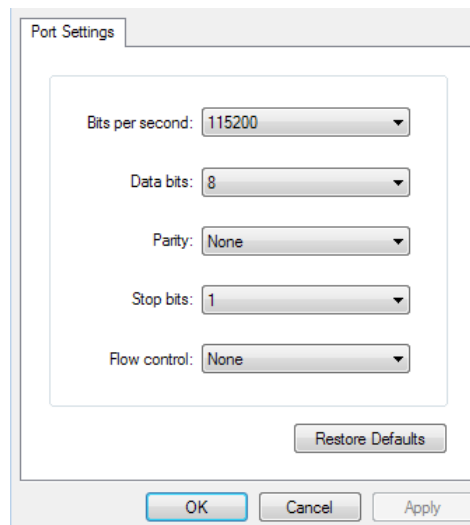 Port Settings
Bits per second: 115200
Data bits: 8
Parity: None
Stop bits: 1
Flow control: None
Restore Defaults
OK Cancel Apply